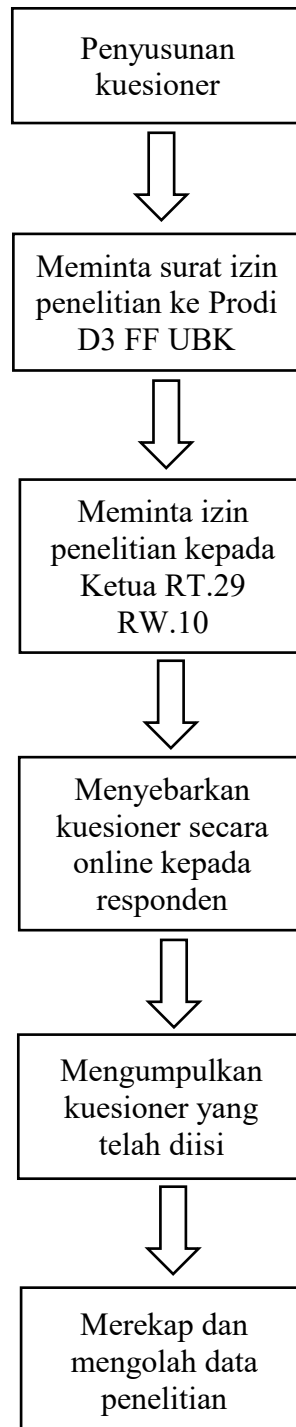 Penyusunan
kuesioner
Meminta surat izin
penelitian ke Prodi
D3 FF UBK
Meminta izin
penelitian kepada
Ketua RT.29
RW.10
Menyebarkan
kuesioner secara
online kepada
responden
Mengumpulkan
kuesioner yang
telah diisi
Merekap dan
mengolah data
penelitian